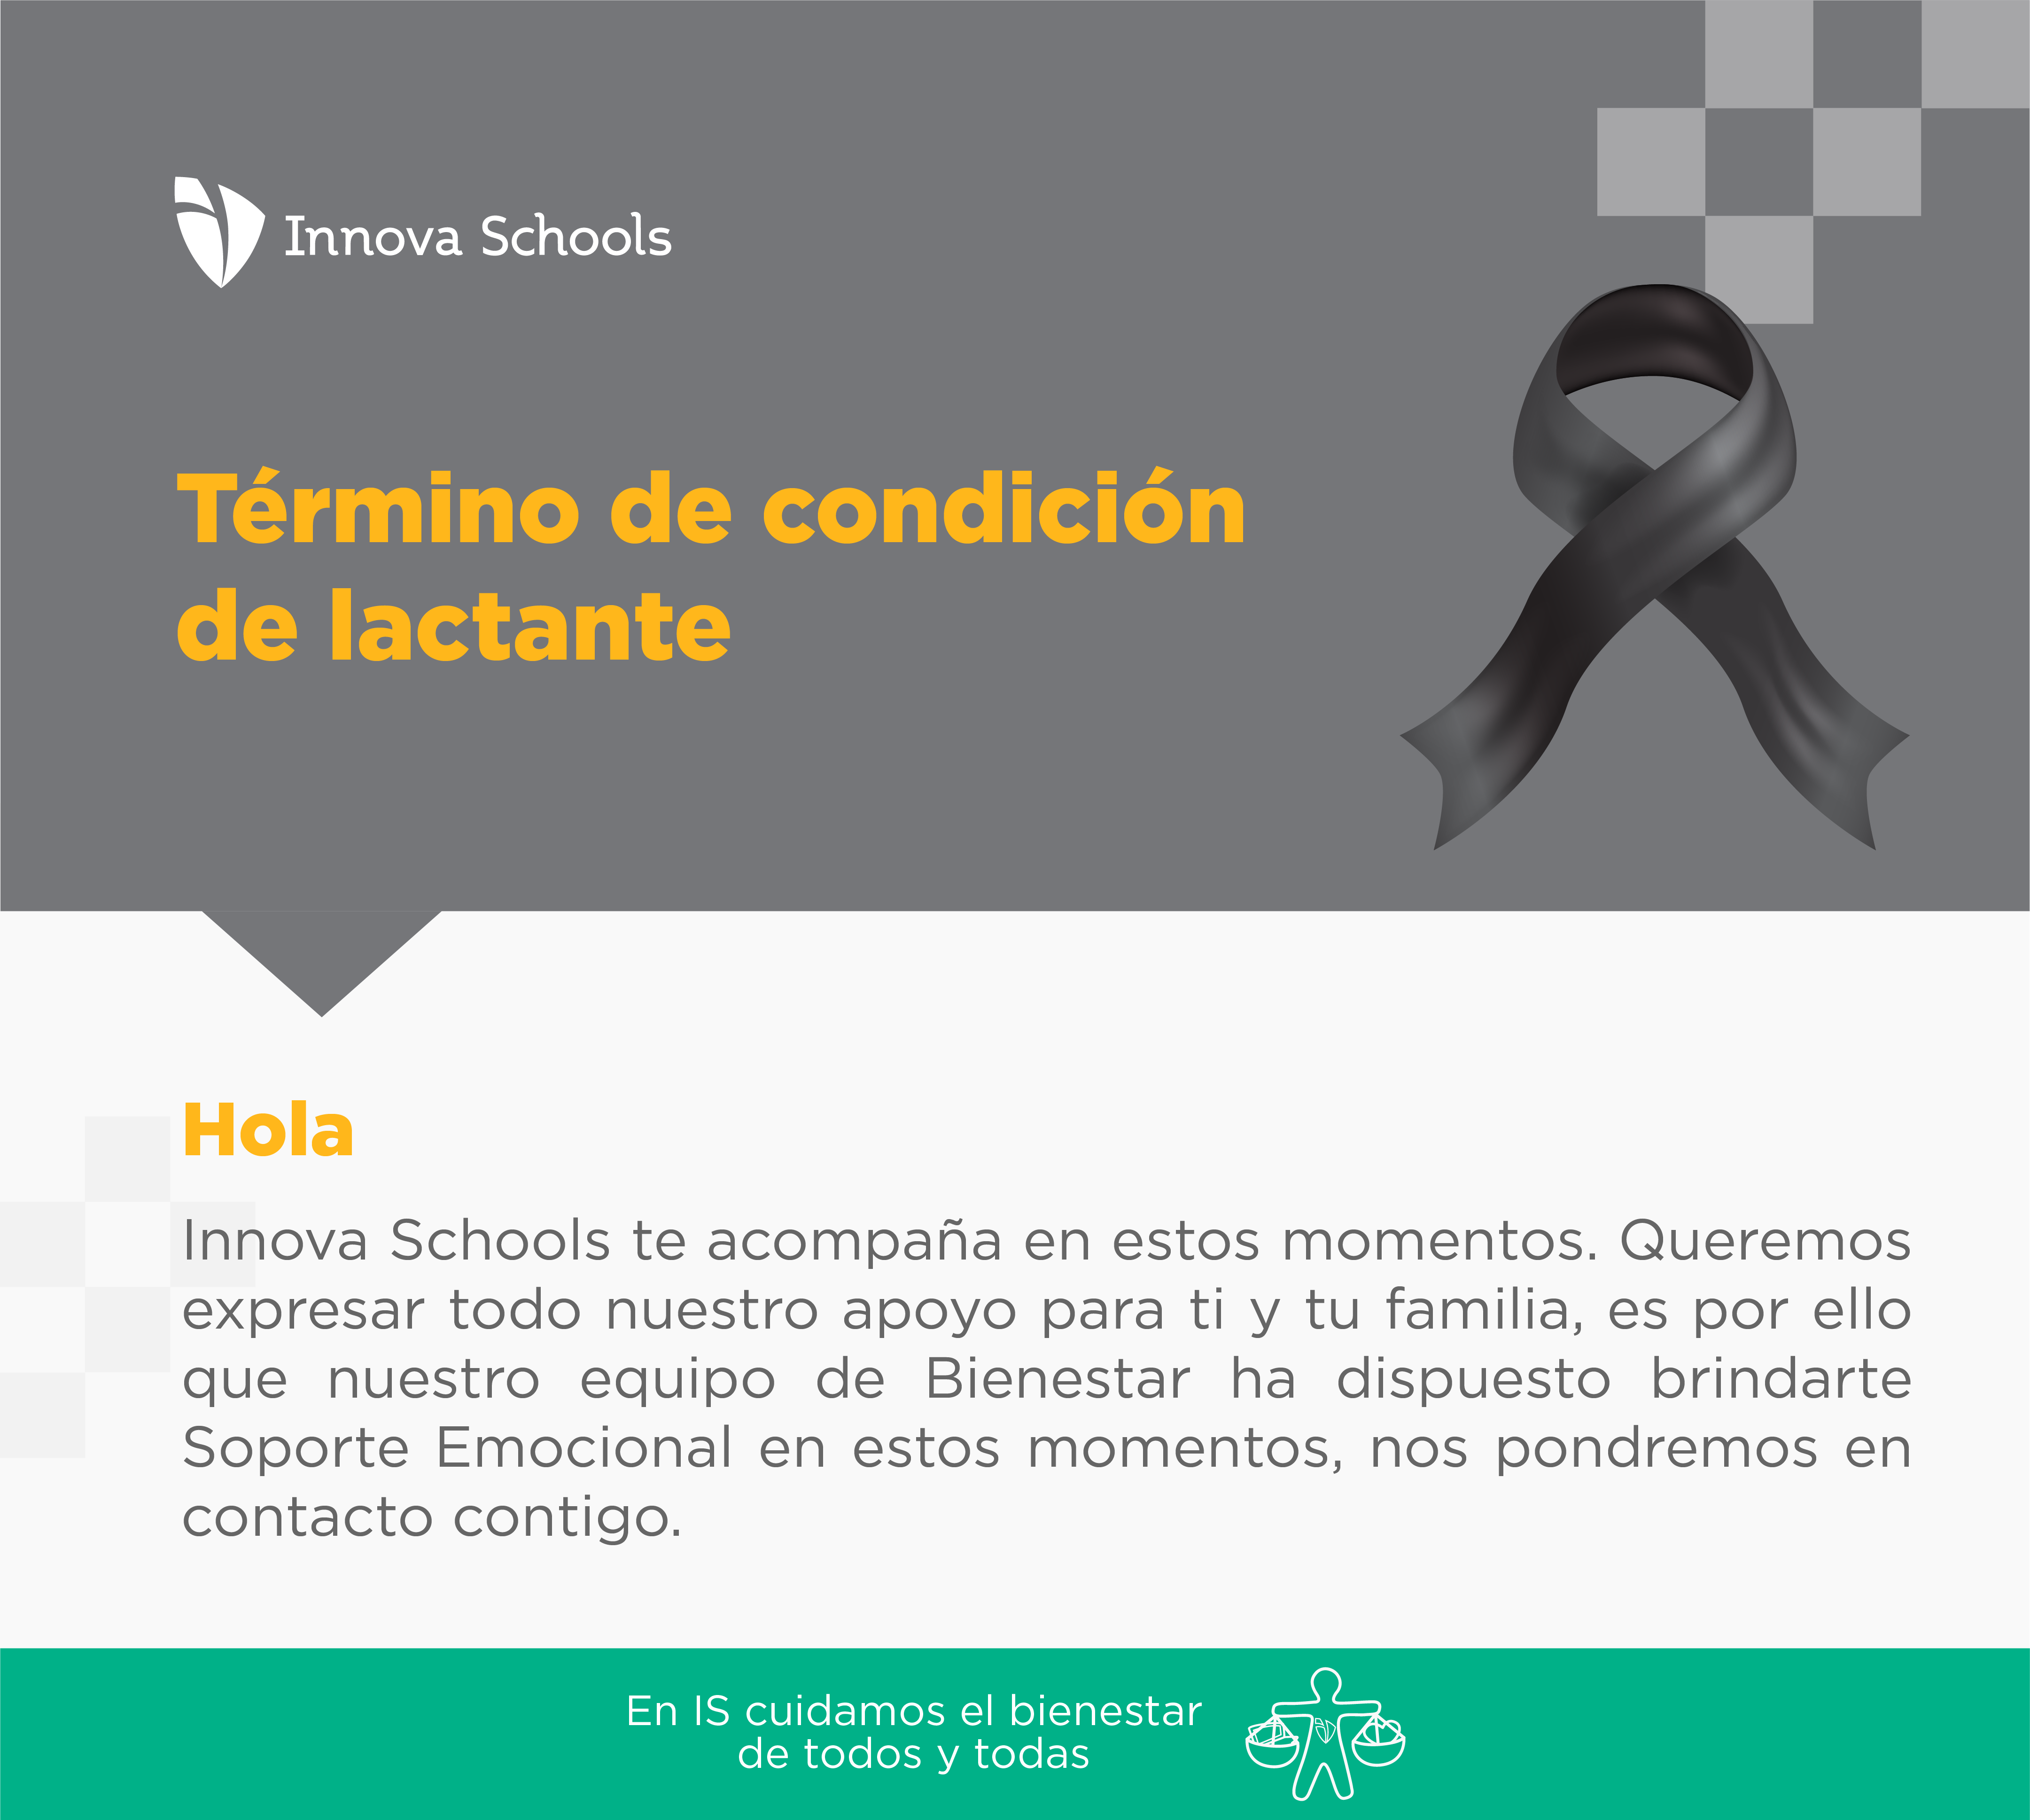 Innova Schools
Término de condición
de lactante
Hola
Innova Schools te acompaña en estos momentos. Queremos
expresar todo nuestro apoyo para ti y tu familia, es por ello
que nuestro equipo de Bienestar ha dispuesto brindarte
Soporte Emocional en estos momentos, nos pondremos en
contacto contigo.
En IS cuidamos el bienestar
de todos y todas